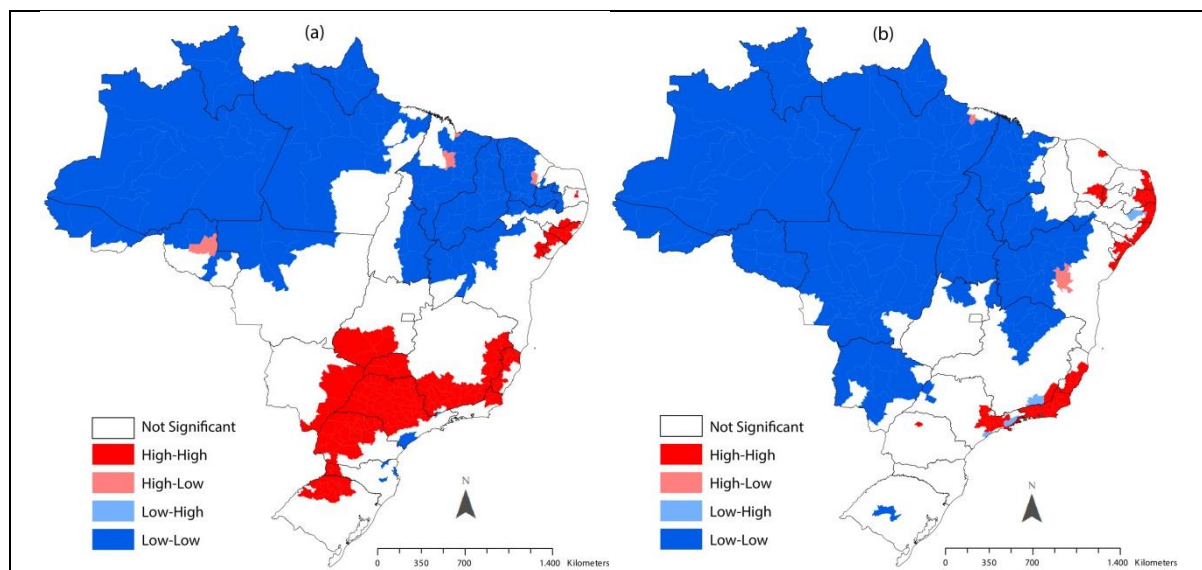 (a)
Not Significant
High-High
High-Low
Low-High
Low-Low
N
0 350 700 1.400 Kilometers
(b)
Not Significant
High-High
High-Low
Low-High
Low-Low
N
0 350 700 1.400 Kilometers